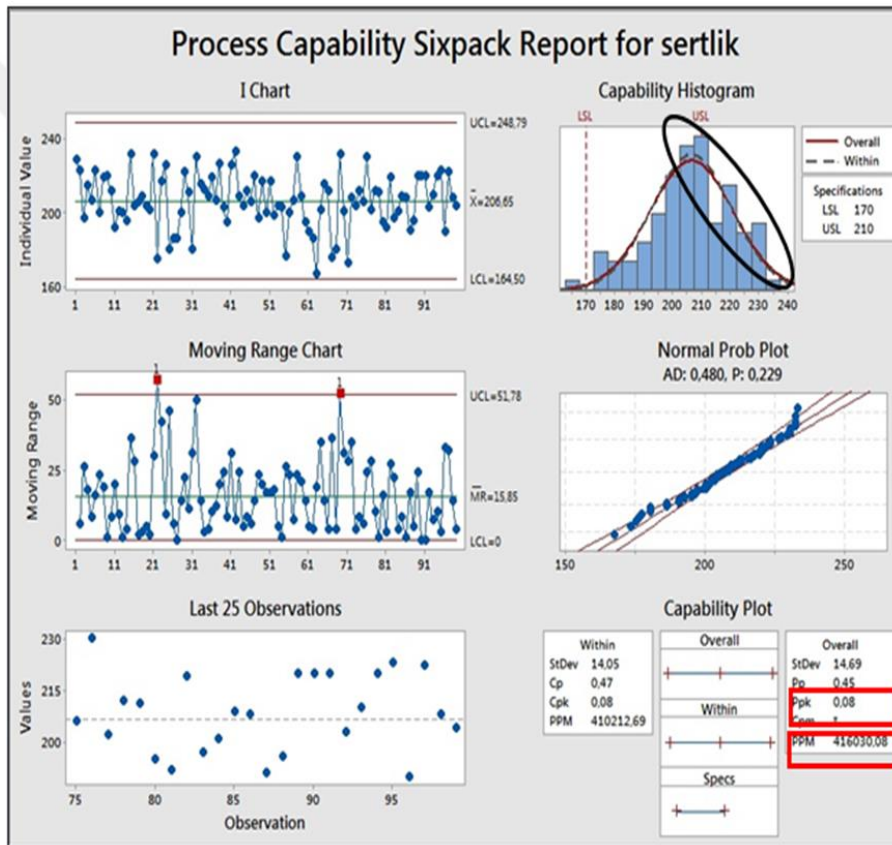 Process Capability Sixpack Report for sertlik
I Chart
Individual Value
240
200
160
UCL=248,79
X=206,65
LCL=164,50
1 11 21 31 41 51 61 71 81 91
Capability Histogram
LSL USL
170 180 190 200 210 220 230 240
Overall
Within
Specifications
LSL 170
USL 210
Moving Range Chart
Moving Range
50
25
0
1
1
UCL=51,78
MR=15,85
LCL=0
1 11 21 31 41 51 61 71 81 91
Normal Prob Plot
AD: 0,480, P: 0,229
150 200 250
Last 25 Observations
Values
230
215
200
75 80 85 90 95
Observation
Capability Plot
Within
StDev 14,05
Cp 0,47
Cpk 0,08
PPM 410212,69
Overall
Within
Specs
Overall
StDev 14,69
Pp 0,45
Ppk 0,08
Cpm *
PPM 416030,08